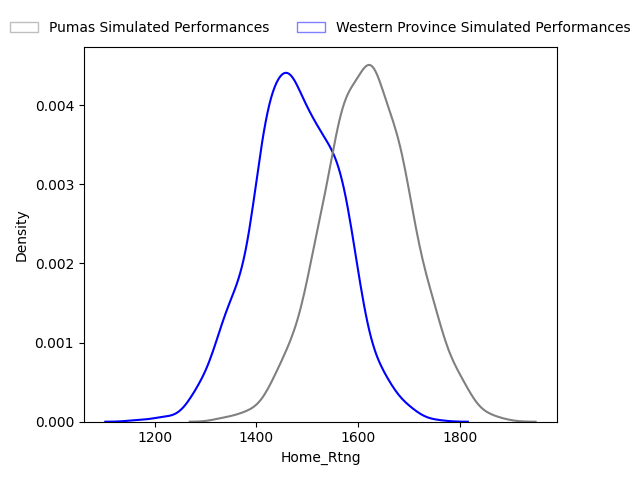 Pumas Simulated Performances Western Province Simulated Performances
0.004
0.003
0.002
0.001
0.000
Density
1200 1400 1600 1800
Home_Rtng